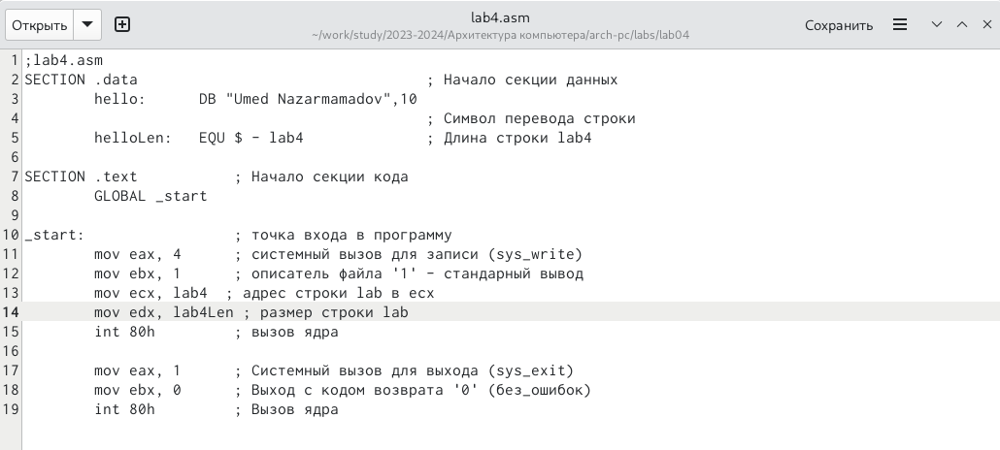 Открыть
lab4.asm
~/work/study/2023-2024/Архитектура компьютера/arch-pc/labs/lab04
Сохранить
1 ;lab4.asm
2 SECTION .data ; Начало секции данных
3 hello: DB "Umed Nazarmamadov",10
4 ; Символ перевода строки
5 helloLen: EQU $ - lab4 ; Длина строки lab4
6
7 SECTION .text ; Начало секции кода
8 GLOBAL _start
9
10 _start: ; точка входа в программу
11 mov eax, 4 ; системный вызов для записи (sys_write)
12 mov ebx, 1 ; описатель файла '1' - стандарный вывод
13 mov ecx, lab4 ; адрес строки lab в ecx
14 mov edx, lab4Len ; размер строки lab
15 int 80h ; вызов ядра
16
17 mov eax, 1 ; Системный вызов для выхода (sys_exit)
18 mov ebx, 0 ; Выход с кодом возврата '0' (без_ошибок)
19 int 80h ; Вызов ядра